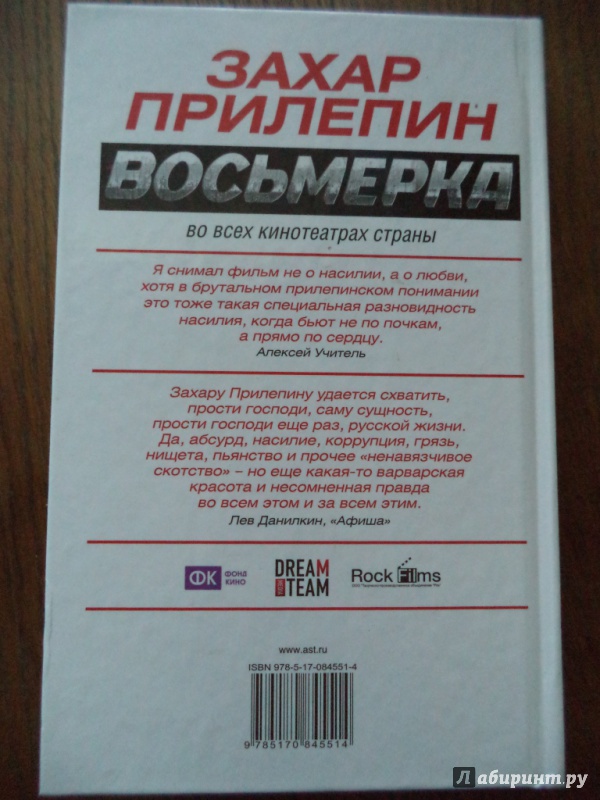 ЗАХАР
ПРИЛЕПИН
ВОСЬМЕРКА
во всех кинотеатрах страны
Я снимал фильм не о насилии, а о любви,
хотя в брутальном прилепинском понимании
это тоже такая специальная разновидность
насилия, когда бьют не по почкам,
а прямо по сердцу.
Алексей Учитель
Захару Прилепину удается схватить,
прости господи, саму сущность,
прости господи еще раз, русской жизни.
Да, абсурд, насилие, коррупция, грязь,
нищета, пьянство и прочее «ненавязчивое
скотство» – но еще какая-то варварская
красота и несомненная правда
во всем этом и за всем этим.
Лев Данилкин, «Афиша»
ФК ФОНД КИНО
DREAM TEAM
Rock Films
www.ast.ru
ISBN 978-5-17-084551-4
9 785170 845514
Лабиринт.ру